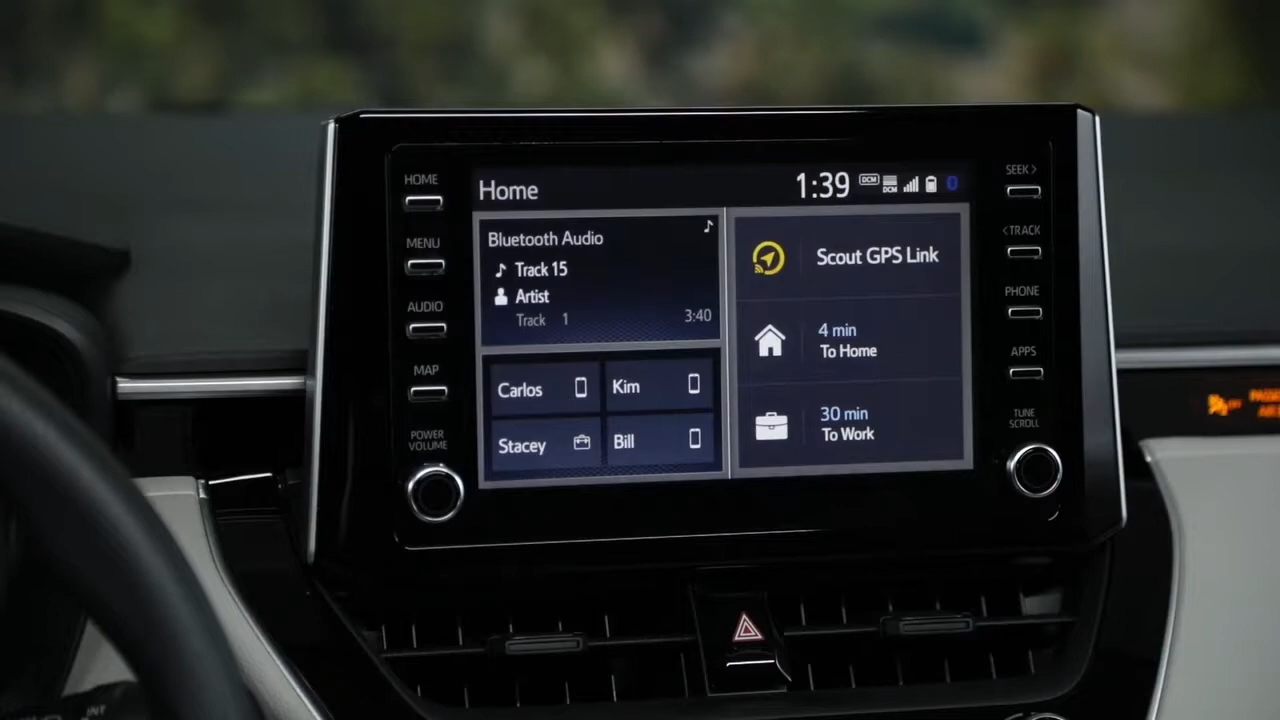 HOME
MENU
AUDIO
MAP
POWER
VOLUME
Home
1:39
DCM
DCM
Bluetooth Audio
Track 15
Artist
Track 1
3:40
Carlos
Kim
Stacey
Bill
Scout GPS Link
4 min
To Home
30 min
To Work
SEEK >
< TRACK
PHONE
APPS
TUNE
SCROLL
INT